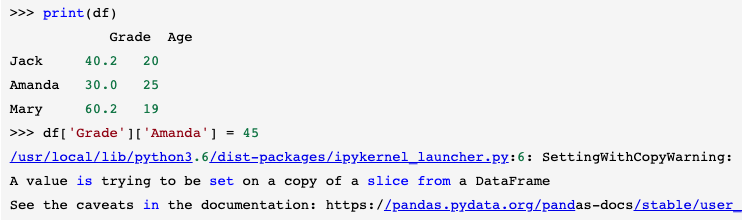 >>> print(df)
Grade Age
Jack 40.2 20
Amanda 30.0 25
Mary 60.2 19
>>> df['Grade']['Amanda'] = 45
/usr/local/lib/python3.6/dist-packages/ipykernel_launcher.py:6: SettingWithCopyWarning:
A value is trying to be set on a copy of a slice from a DataFrame
See the caveats in the documentation: https://pandas.pydata.org/pandas-docs/stable/user_